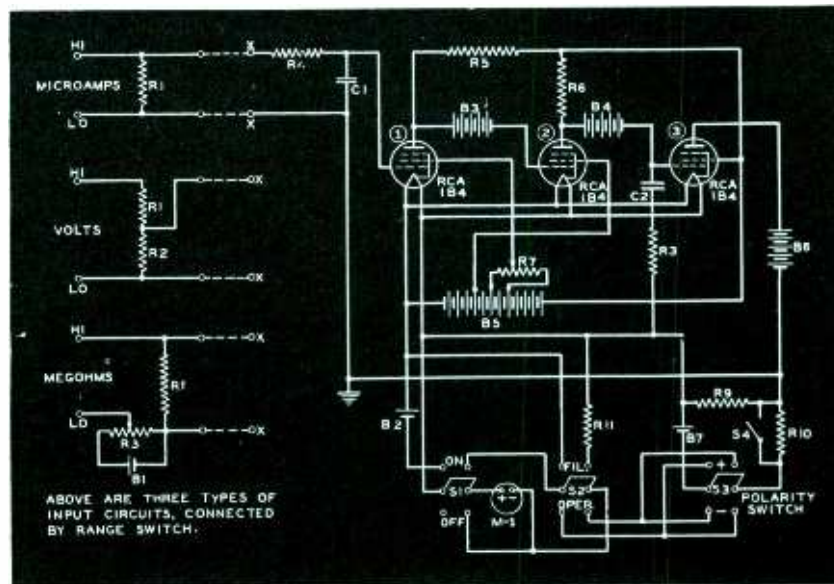 HI
MICROAMPS
R1
LO
X
X
R4
C1
R5
R6
B3
B4
1
2
3
RCA
1B4
RCA
1B4
RCA
1B4
C2
HI
VOLTS
R1
R2
LO
X
X
R7
R3
B6
B5
HI
MEGOHMS
R1
LO
R3
B1
X
X
B2
R11
R9
S4
R10
B7
ON
S1
OFF
+ -
M-1
FIL
S2
OPER
+
S3
-
POLARITY
SWITCH
ABOVE ARE THREE TYPES OF
INPUT CIRCUITS, CONNECTED
BY RANGE SWITCH.